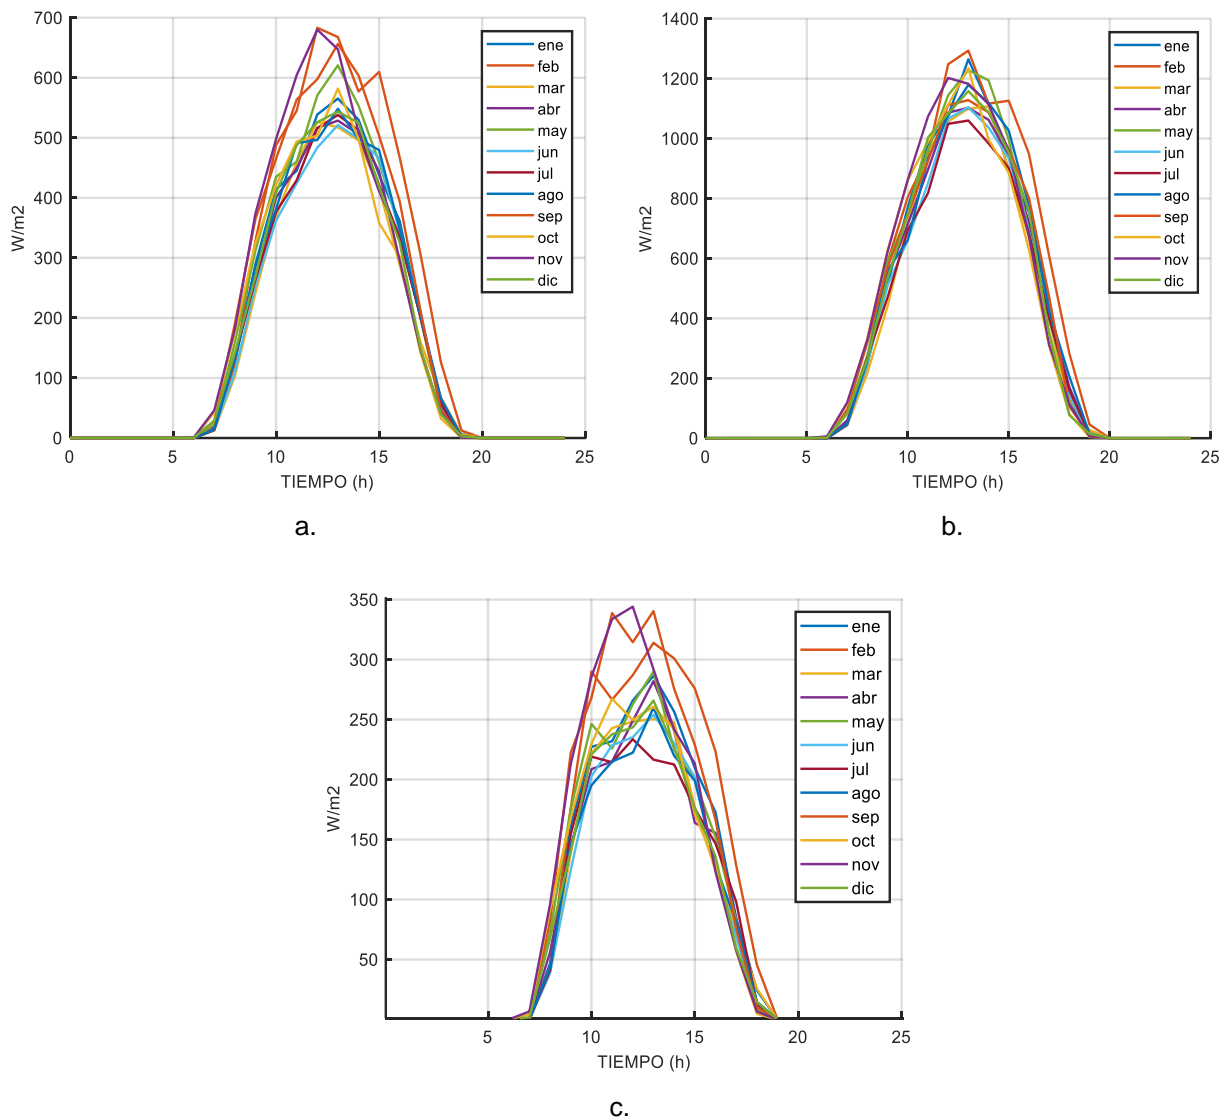 700
600
500
400
300
200
100
0
W/m2
0 5 10 15 20 25
TIEMPO (h)
ene
feb
mar
abr
may
jun
jul
ago
sep
oct
nov
dic
a.
1400
1200
1000
800
600
400
200
0
W/m2
0 5 10 15 20 25
TIEMPO (h)
ene
feb
mar
abr
may
jun
jul
ago
sep
oct
nov
dic
b.
350
300
250
200
150
100
50
W/m2
5 10 15 20 25
TIEMPO (h)
ene
feb
mar
abr
may
jun
jul
ago
sep
oct
nov
dic
c.